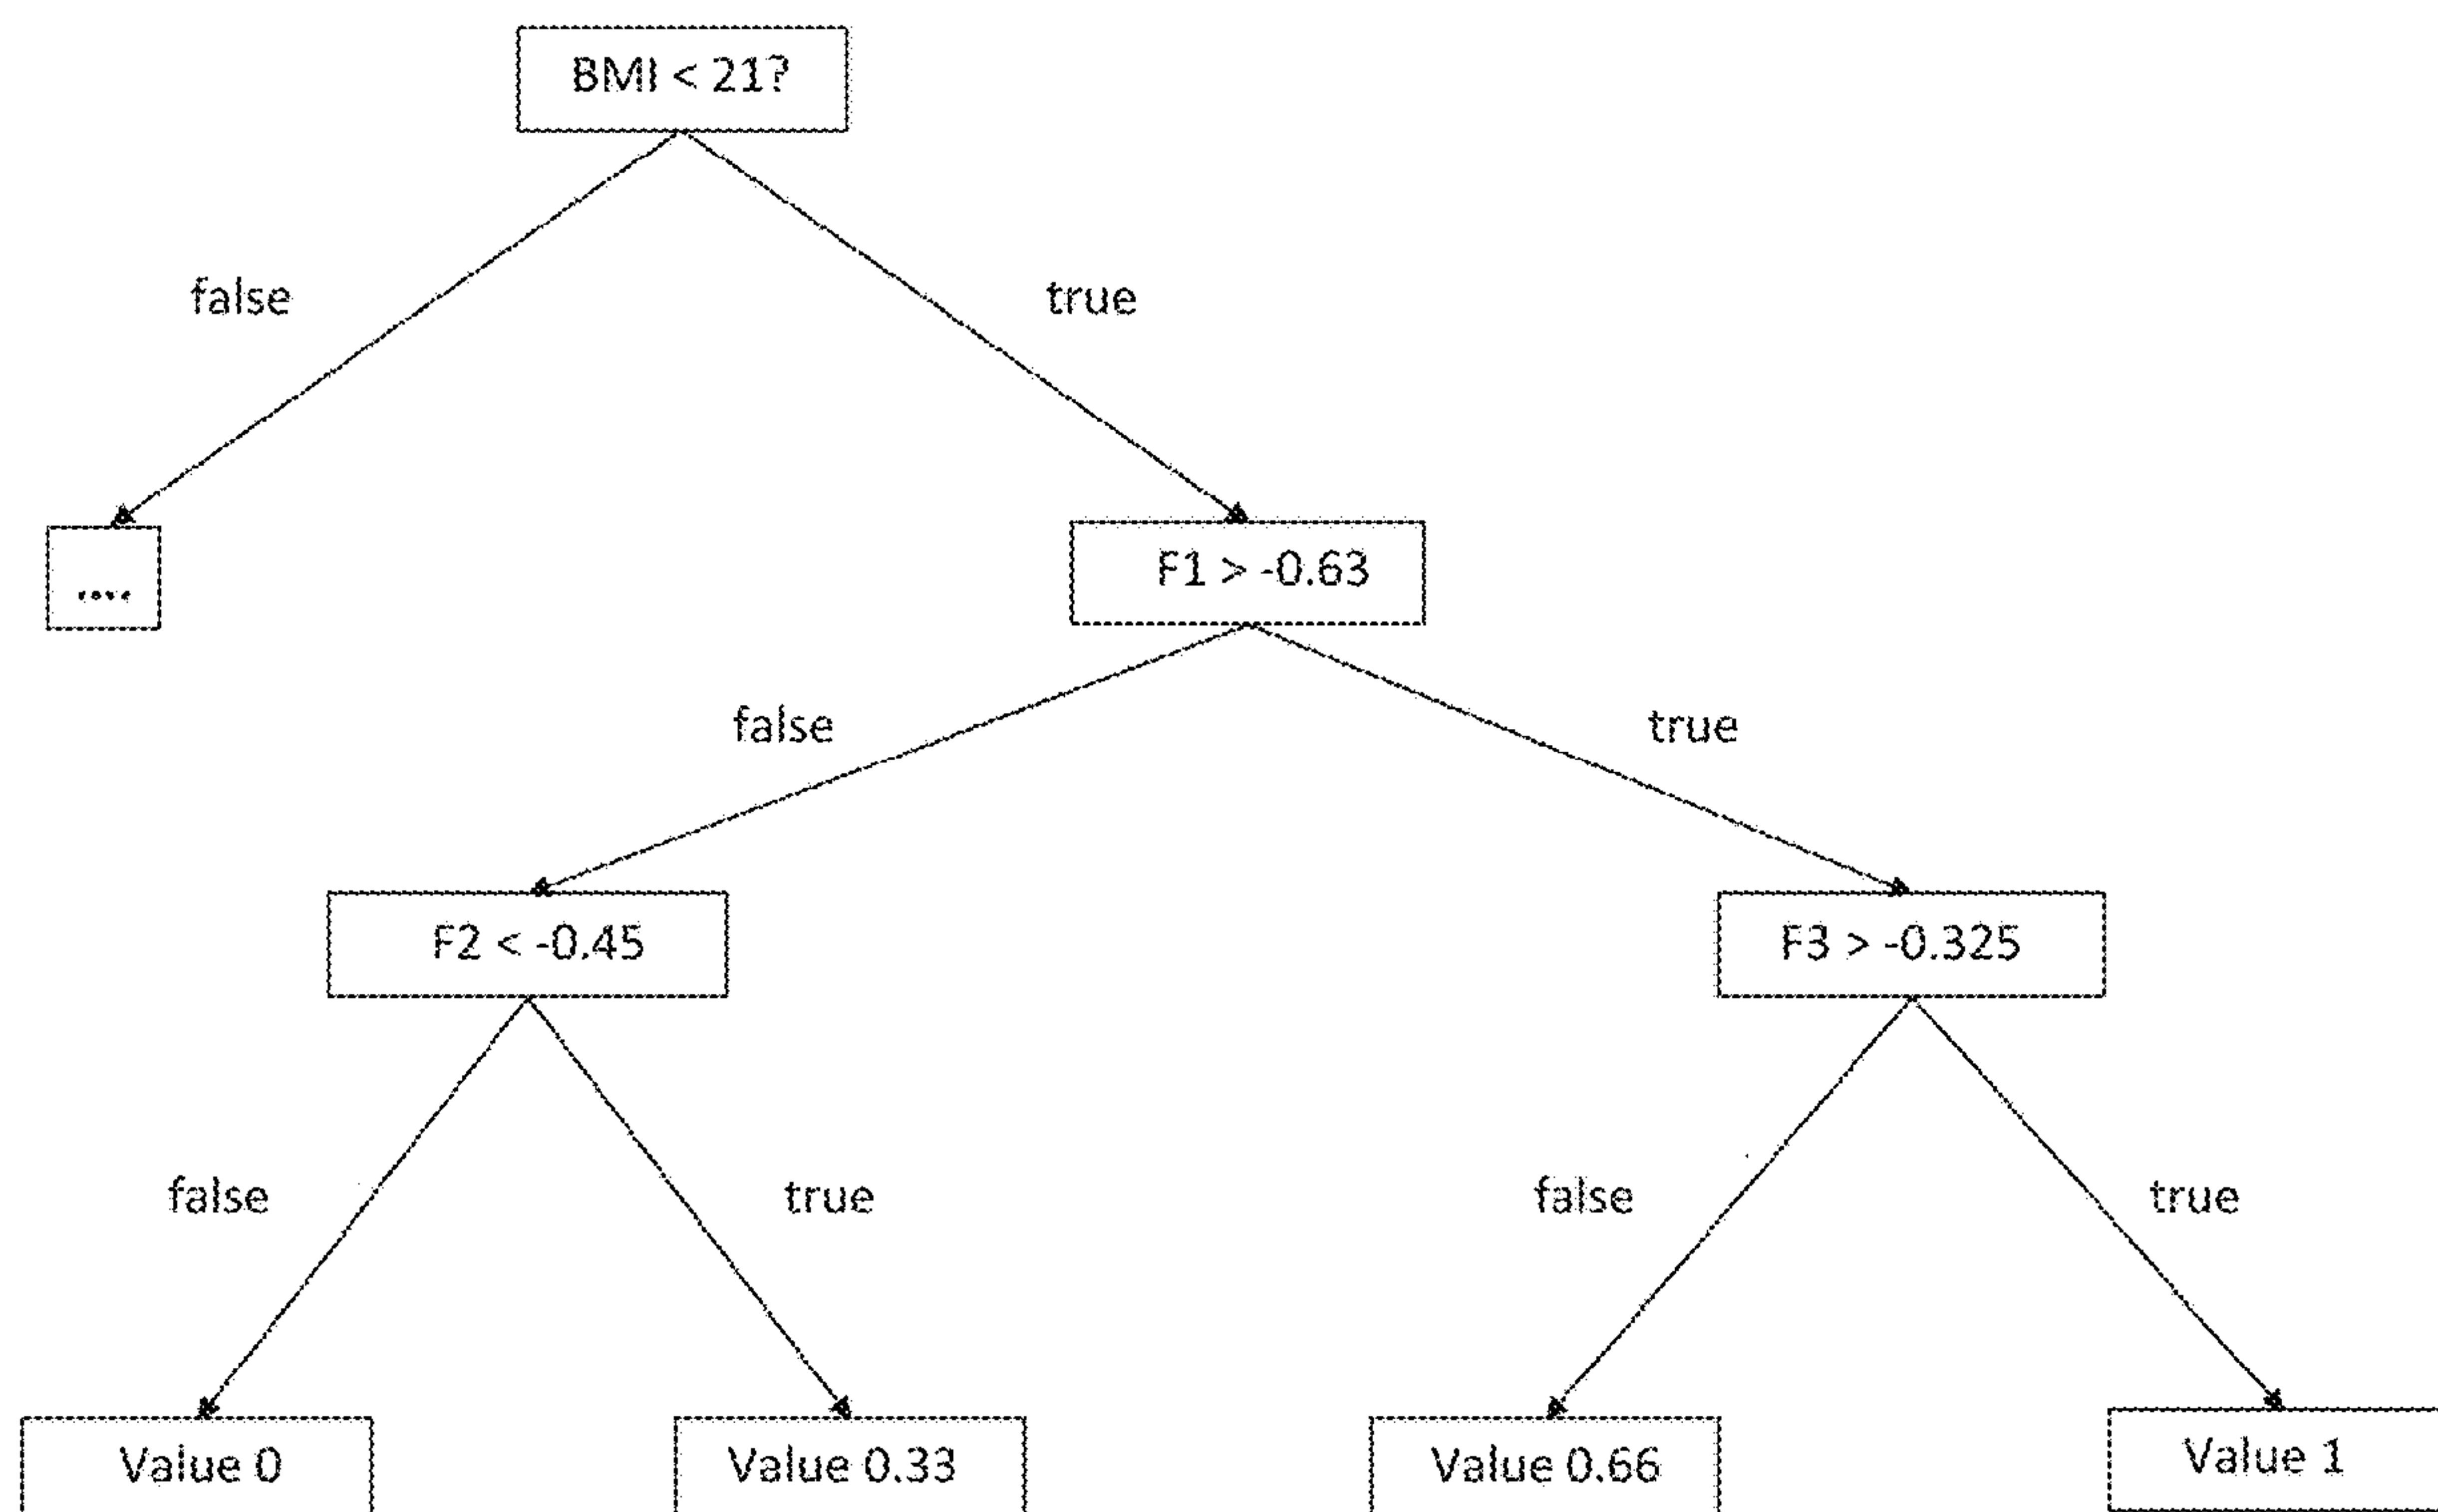 BMI < 21?
false
true
....
F1 > -0.63
false
true
F2 < -0.45
F3 > -0.325
false
true
false
true
Value 0
Value 0.33
Value 0.66
Value 1